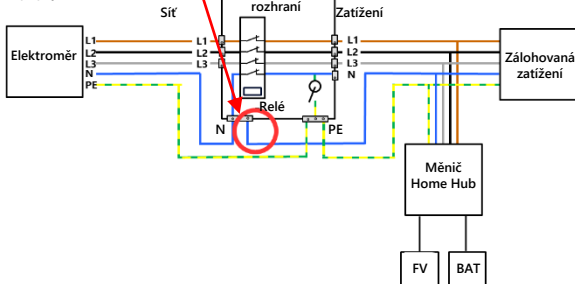 Síť
rozhraní
Zatížení
Elektroměr
L1
L2
L3
N
PE
L1
L2
L3
L1
L2
L3
N
Zálohovaná
zatížení
Relé
N
PE
Měnič
Home Hub
FV
BAT